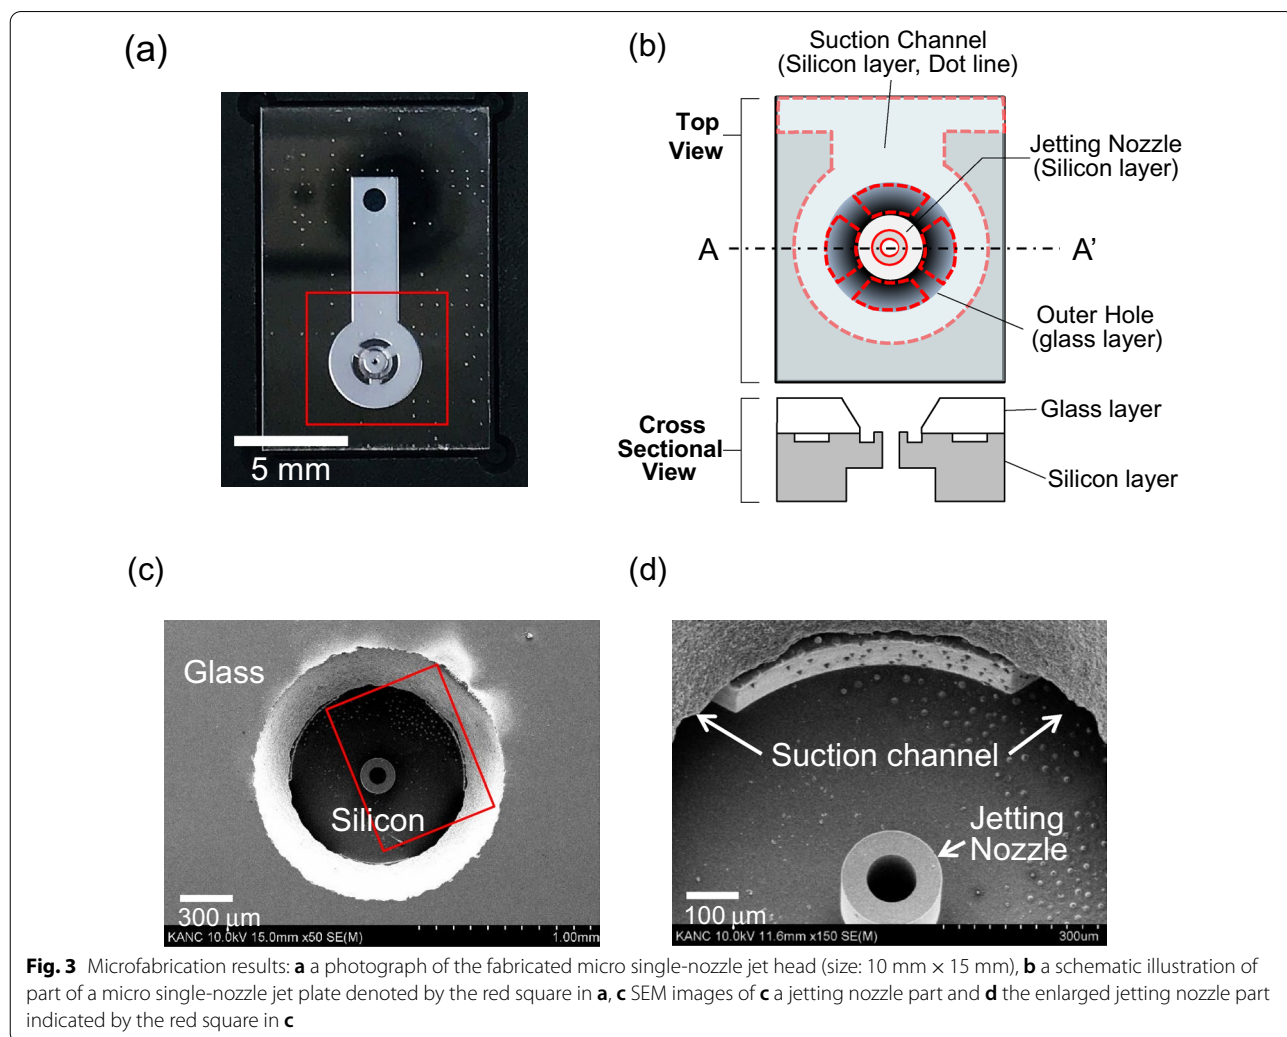 (a)
5 mm
(b)
Suction Channel
(Silicon layer, Dot line)
Top
View
Jetting Nozzle
(Silicon layer)
A
A’
Outer Hole
(glass layer)
Cross
Sectional
View
Glass layer
Silicon layer
(c)
Glass
Silicon
300 µm
KANC 10.0kV 15.0mm x50 SE(M)
1.00mm
(d)
Suction channel
Jetting
Nozzle
100 µm
KANC 10.0kV 11.6mm x150 SE(M)
300um
Fig. 3 Microfabrication results: a a photograph of the fabricated micro single-nozzle jet head (size: 10 mm × 15 mm), b a schematic illustration of
part of a micro single-nozzle jet plate denoted by the red square in a, c SEM images of c a jetting nozzle part and d the enlarged jetting nozzle part
indicated by the red square in c